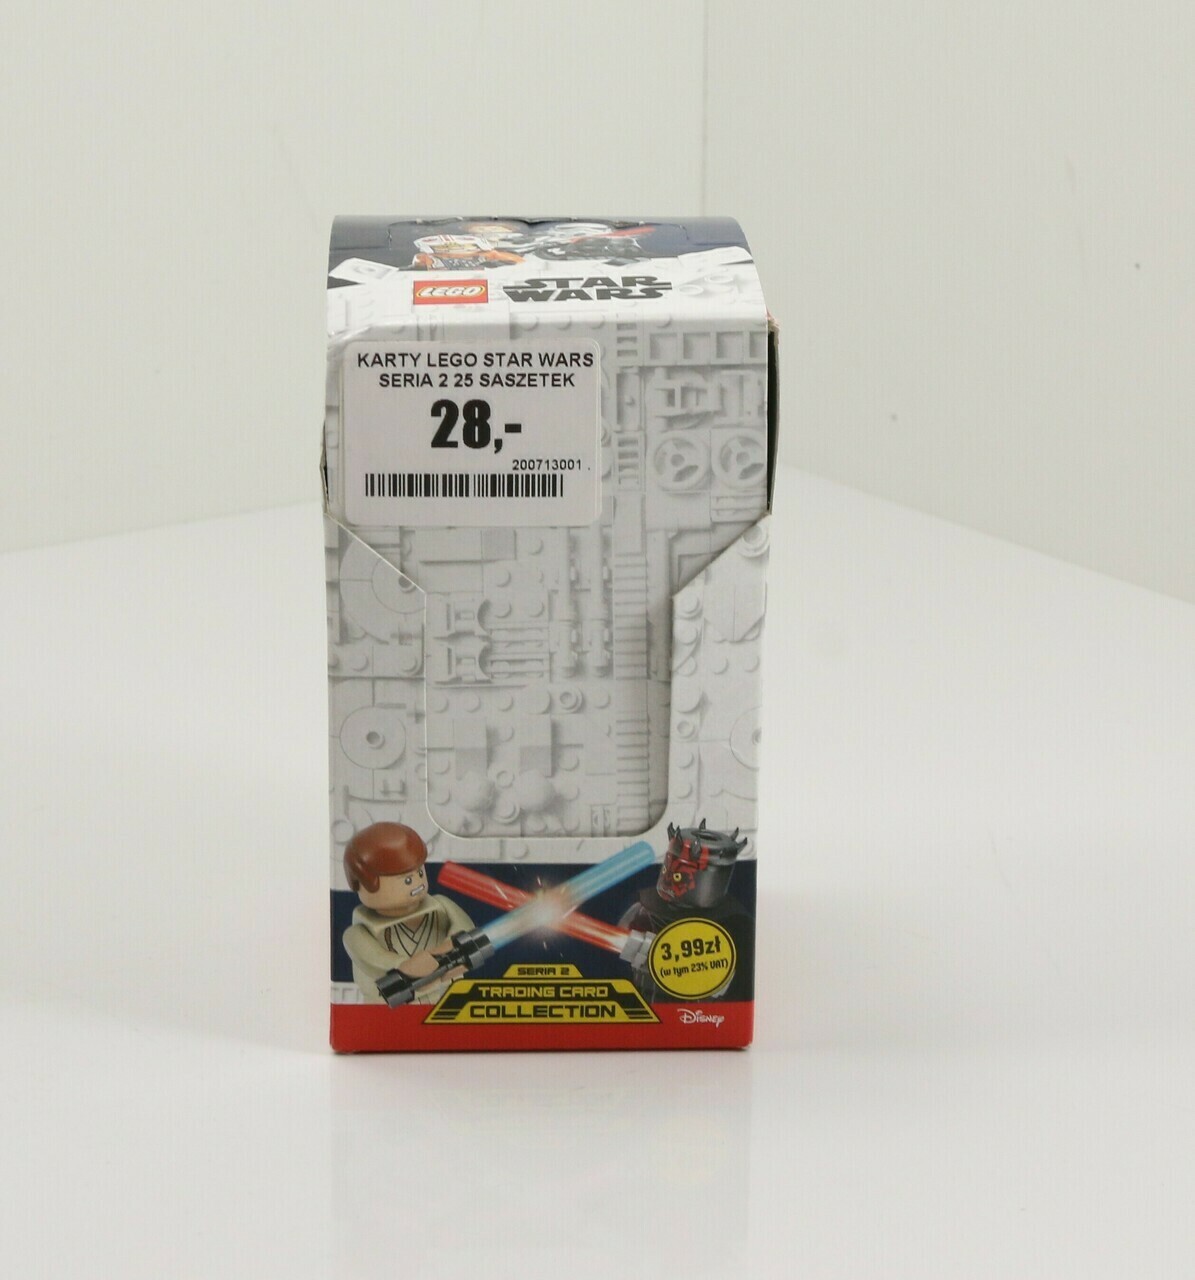 LEGO
STAR
WARS
KARTY LEGO STAR WARS
SERIA 2 25 SASZETEK
28,-
200713001 .
3,99zł
(w tym 23% VAT)
SERIA 2
TRADING CARD
COLLECTION
Disney